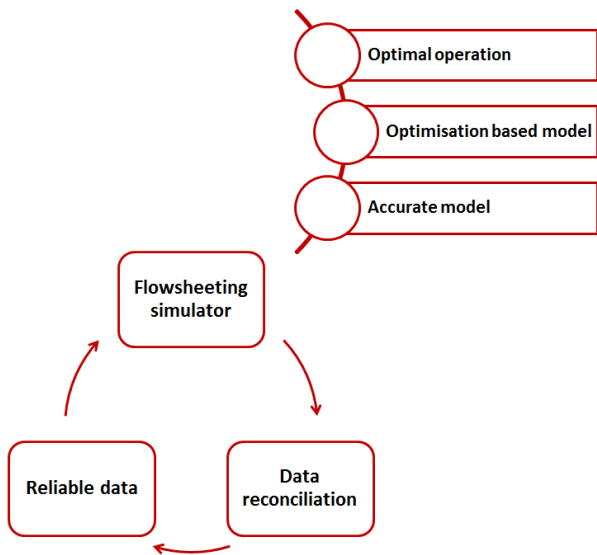 Optimal operation
Optimisation based model
Accurate model
Flowsheeting
simulator
Reliable data
Data
reconciliation